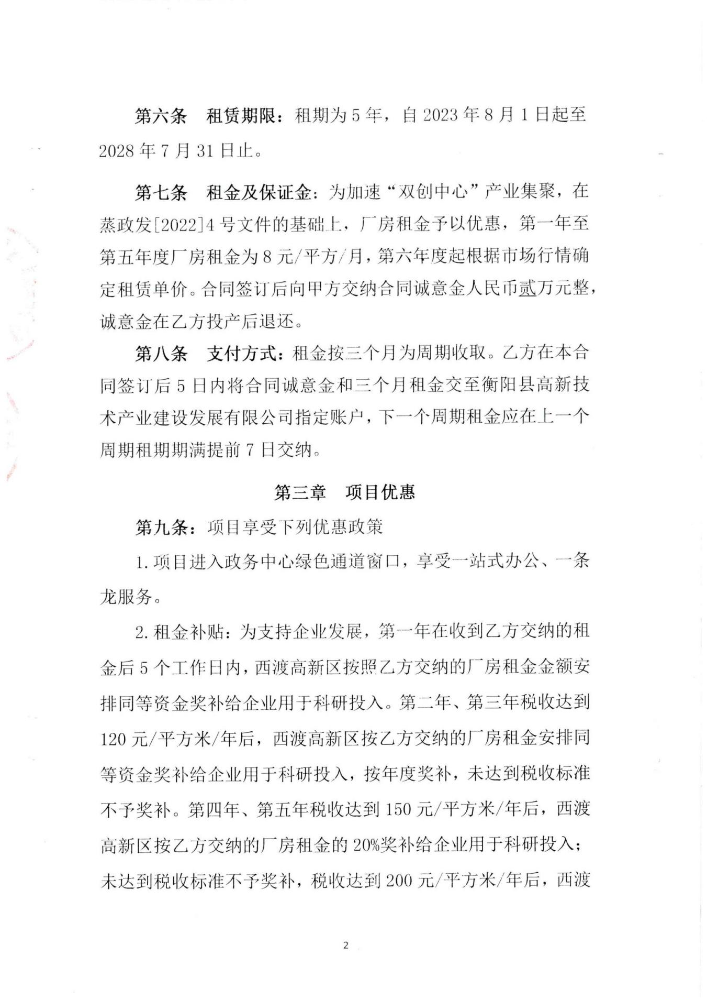 第六条 租赁期限：租期为 5 年，自 2023 年 8 月 1 日起至
2028 年 7 月 31 日止。
第七条 租金及保证金：为加速“双创中心”产业集聚，在
蒸政发[2022]4 号文件的基础上，厂房租金予以优惠，第一年至
第五年度厂房租金为 8 元/平方/月，第六年度起根据市场行情确
定租赁单价。合同签订后向甲方交纳合同诚意金人民币贰万元整，
诚意金在乙方投产后退还。
第八条 支付方式：租金按三个月为周期收取。乙方在本合
同签订后 5 日内将合同诚意金和三个月租金交至衡阳县高新技
术产业建设发展有限公司指定账户，下一个周期租金应在上一个
周期租期期满提前 7 日交纳。
第三章 项目优惠
第九条：项目享受下列优惠政策
1. 项目进入政务中心绿色通道窗口，享受一站式办公、一条
龙服务。
2. 租金补贴：为支持企业发展，第一年在收到乙方交纳的租
金后 5 个工作日内，西渡高新区按照乙方交纳的厂房租金金额安
排同等资金奖补给企业用于科研投入。第二年、第三年税收达到
120 元/平方米/年后，西渡高新区按乙方交纳的厂房租金安排同
等资金奖补给企业用于科研投入，按年度奖补，未达到税收标准
不予奖补。第四年、第五年税收达到 150 元/平方米/年后，西渡
高新区按乙方交纳的厂房租金的 20%奖补给企业用于科研投入；
未达到税收标准不予奖补，税收达到 200 元/平方米/年后，西渡
2